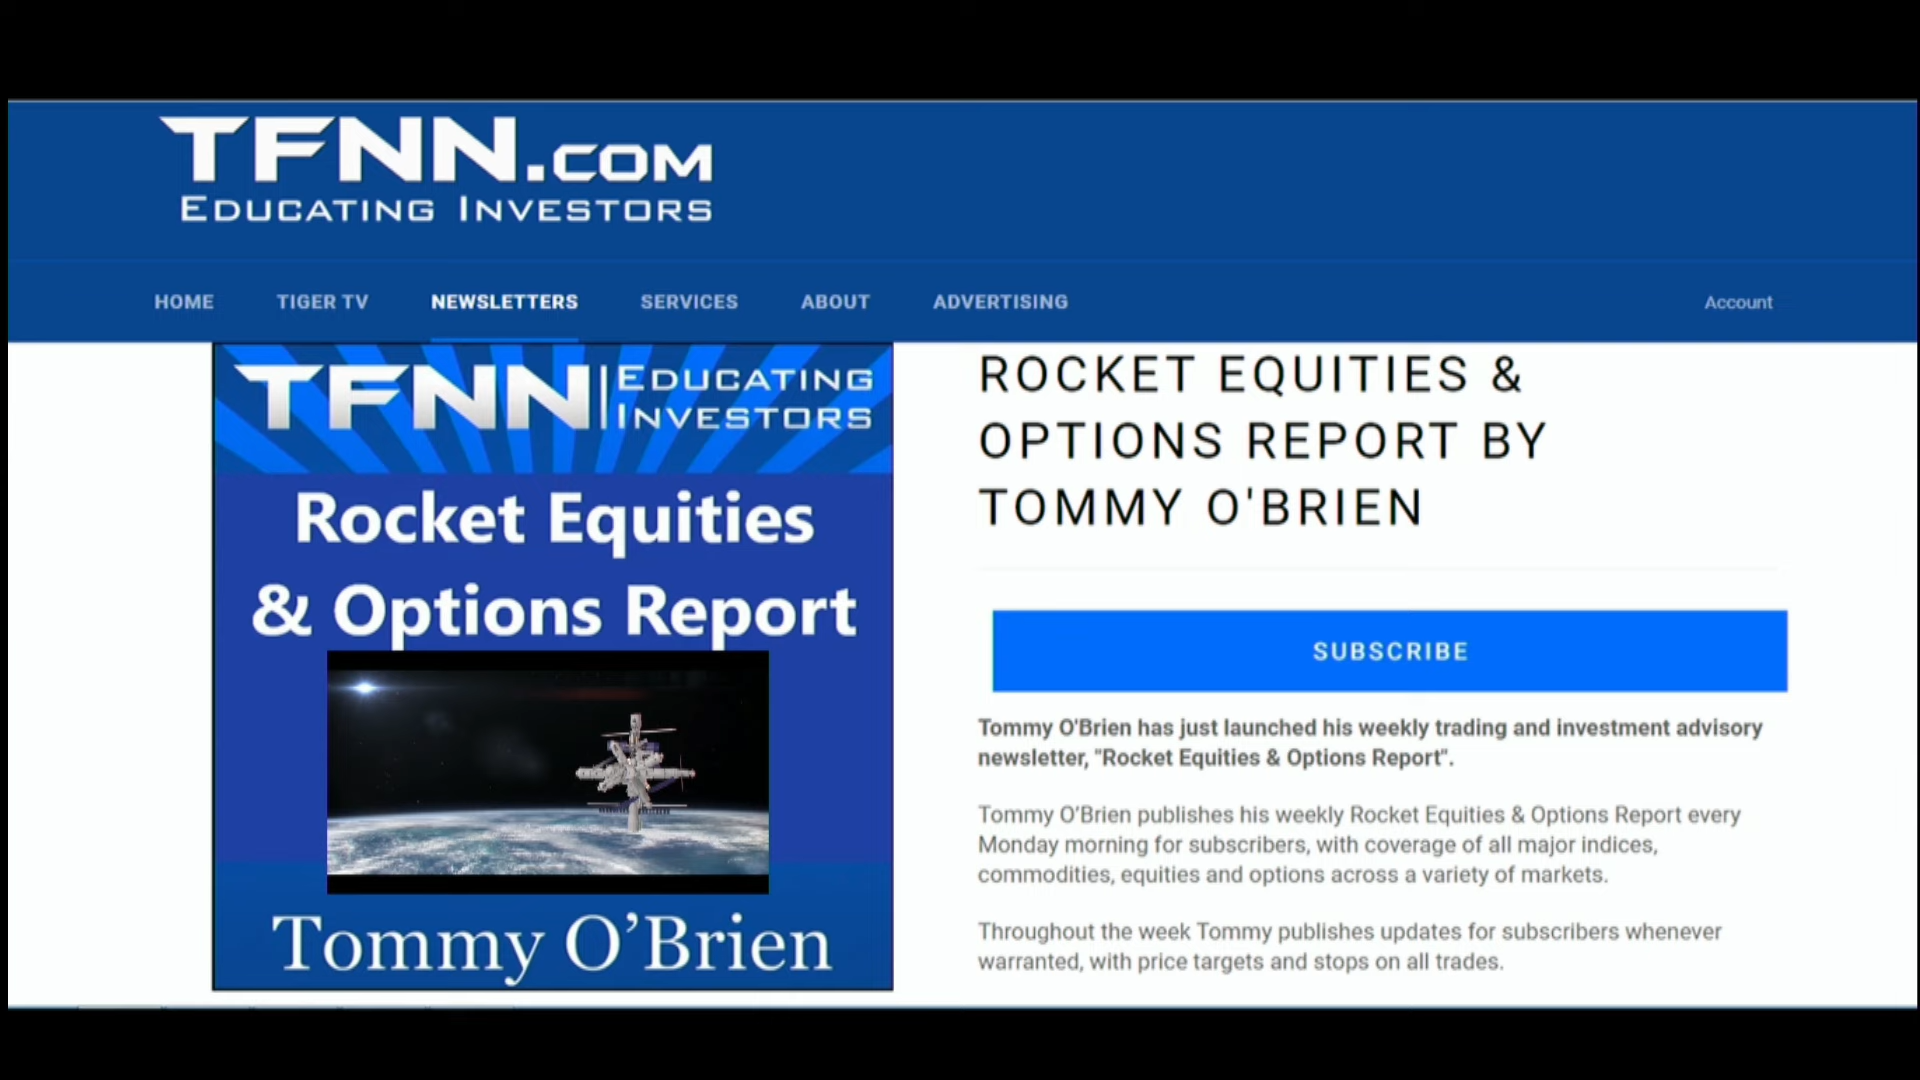 TFNN.COM
EDUCATING INVESTORS
HOME TIGER TV NEWSLETTERS SERVICES ABOUT ADVERTISING Account
TFNN EDUCATING
INVESTORS
Rocket Equities
& Options Report
Tommy O’Brien
ROCKET EQUITIES &
OPTIONS REPORT BY
TOMMY O'BRIEN
SUBSCRIBE
Tommy O'Brien has just launched his weekly trading and investment advisory
newsletter, "Rocket Equities & Options Report".
Tommy O'Brien publishes his weekly Rocket Equities & Options Report every
Monday morning for subscribers, with coverage of all major indices,
commodities, equities and options across a variety of markets.
Throughout the week Tommy publishes updates for subscribers whenever
warranted, with price targets and stops on all trades.